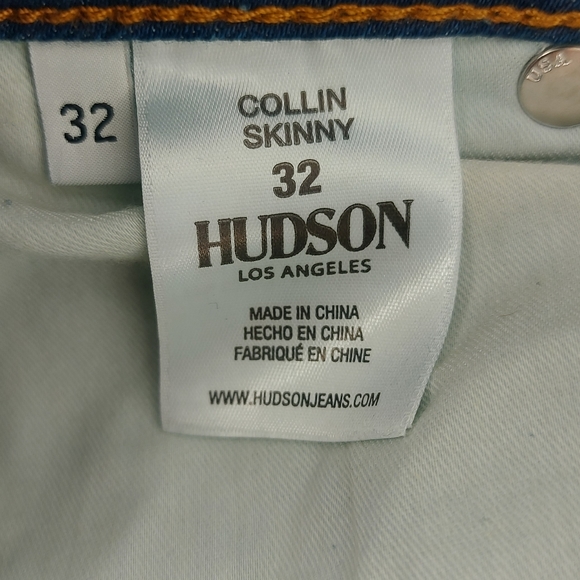 32
COLLIN
SKINNY
32
HUDSON
LOS ANGELES
MADE IN CHINA
HECHO EN CHINA
FABRIQUÉ EN CHINE
WWW.HUDSONJEANS.COM
USA